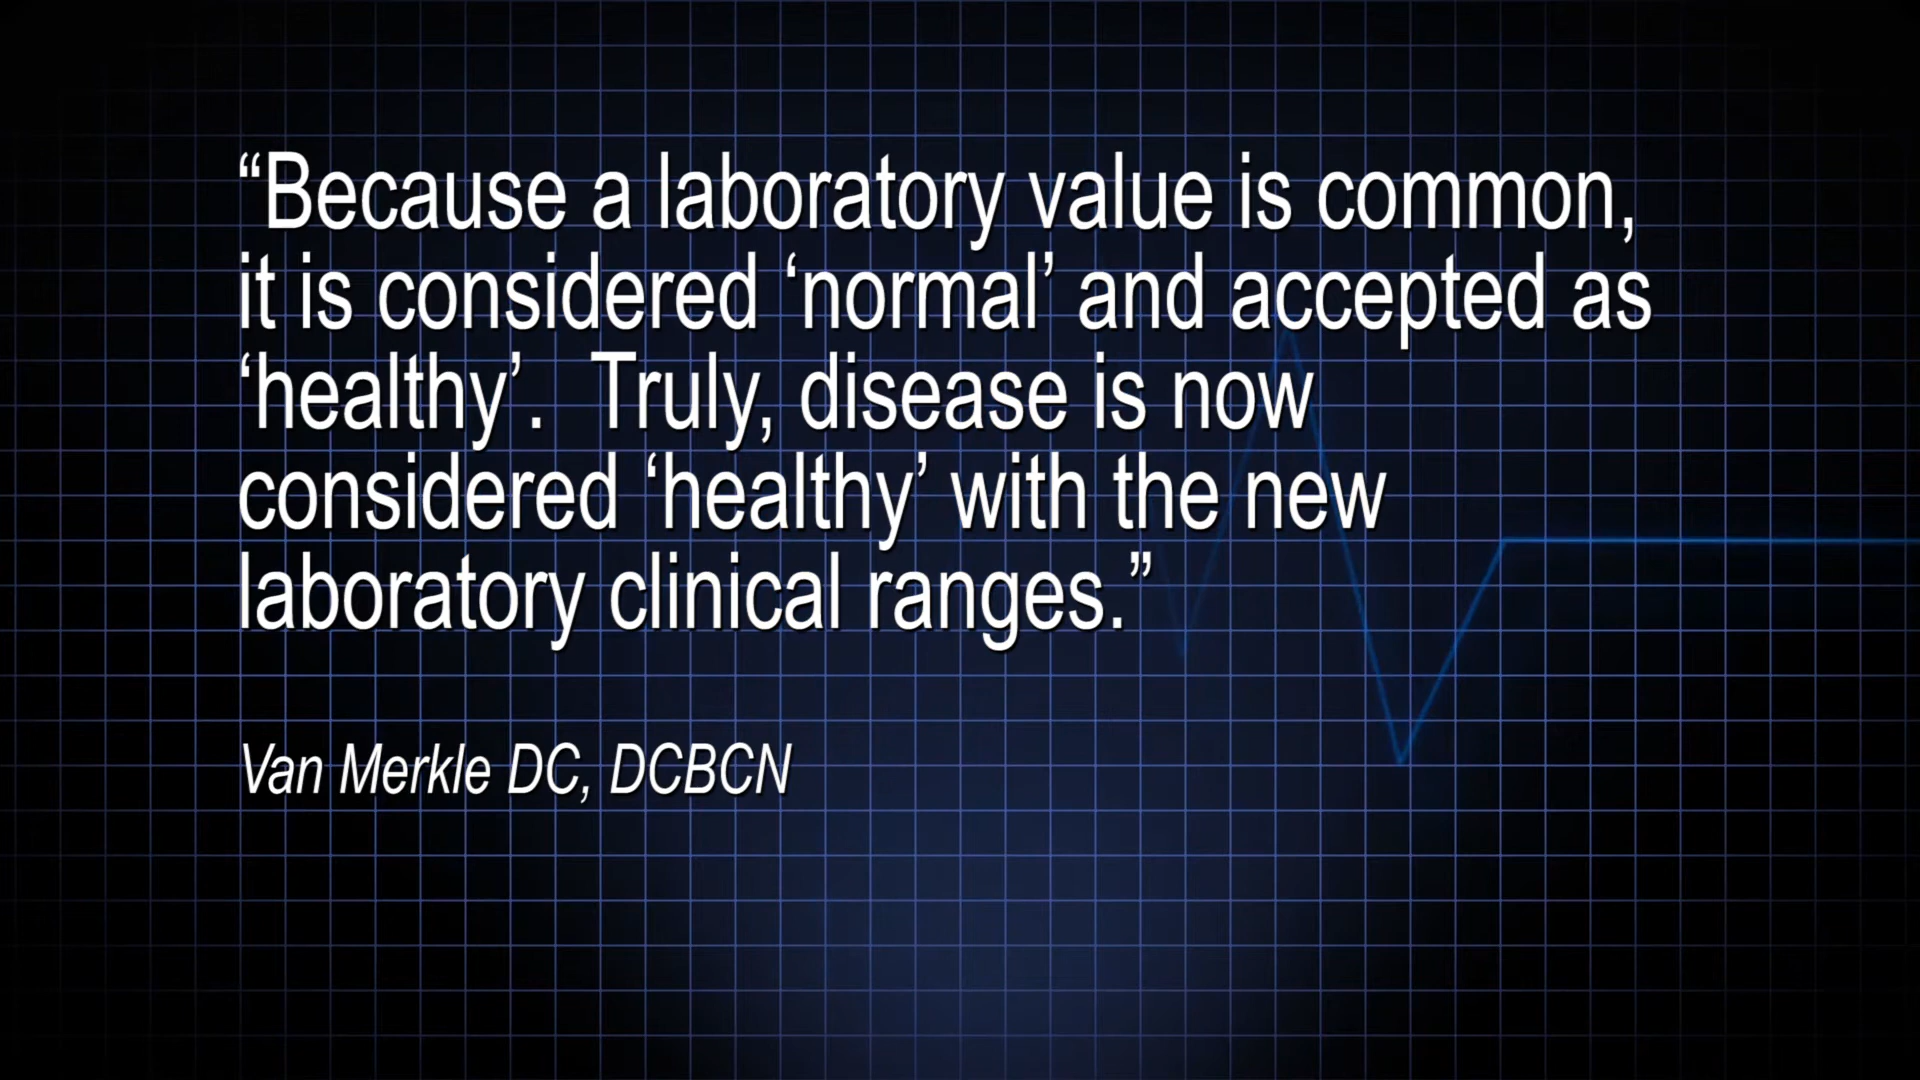 “Because a laboratory value is common,
it is considered ‘normal’ and accepted as
‘healthy’.  Truly, disease is now
considered ‘healthy’ with the new
laboratory clinical ranges.”
Van Merkle DC, DCBCN